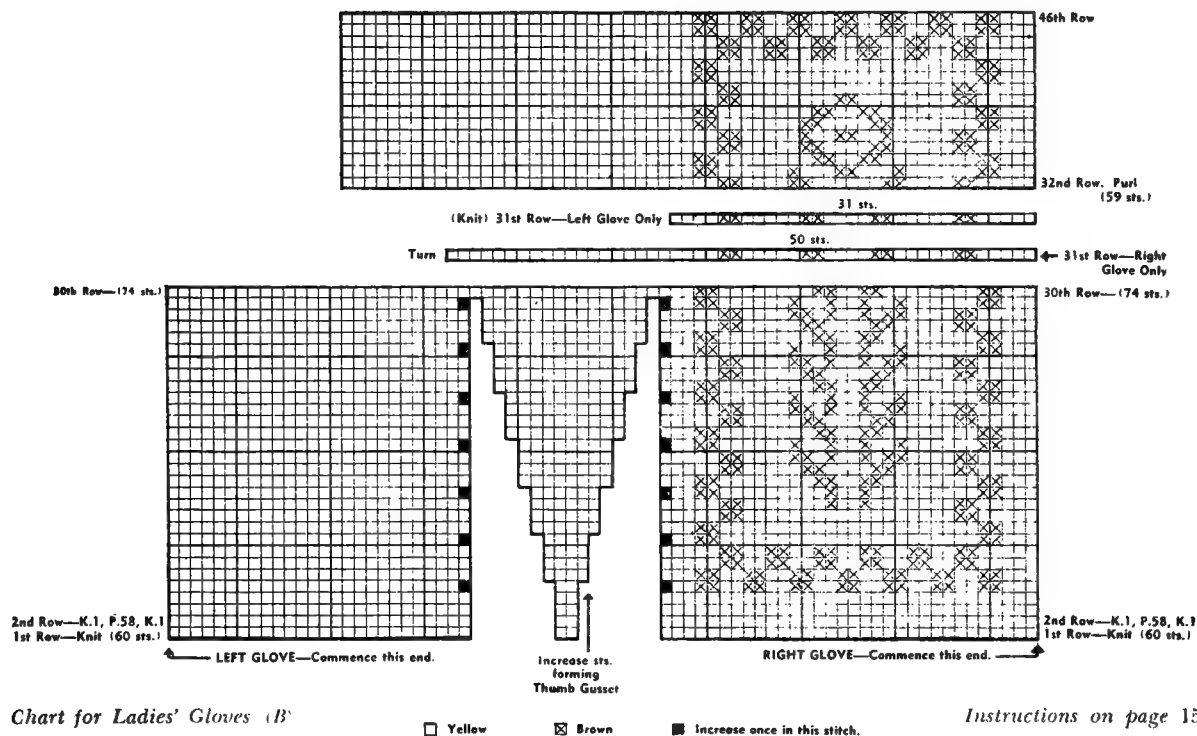 46th Row
32nd Row. Purl
(59 sts.)
31 sts.
(Knit) 31st Row—Left Glove Only
50 sts.
Turn
31st Row—Right
Glove Only
30th Row—(74 sts.)
30th Row—(74 sts.)
2nd Row—K.1, P.58, K.1
1st Row—Knit (60 sts.)
2nd Row—K.1, P.58, K.1
1st Row—Knit (60 sts.)
LEFT GLOVE—Commence this end.
Increase sts.
forming
Thumb Gusset
RIGHT GLOVE—Commence this end.
Chart for Ladies' Gloves (B)
Yellow
Brown
Increase once in this stitch.
Instructions on page 15